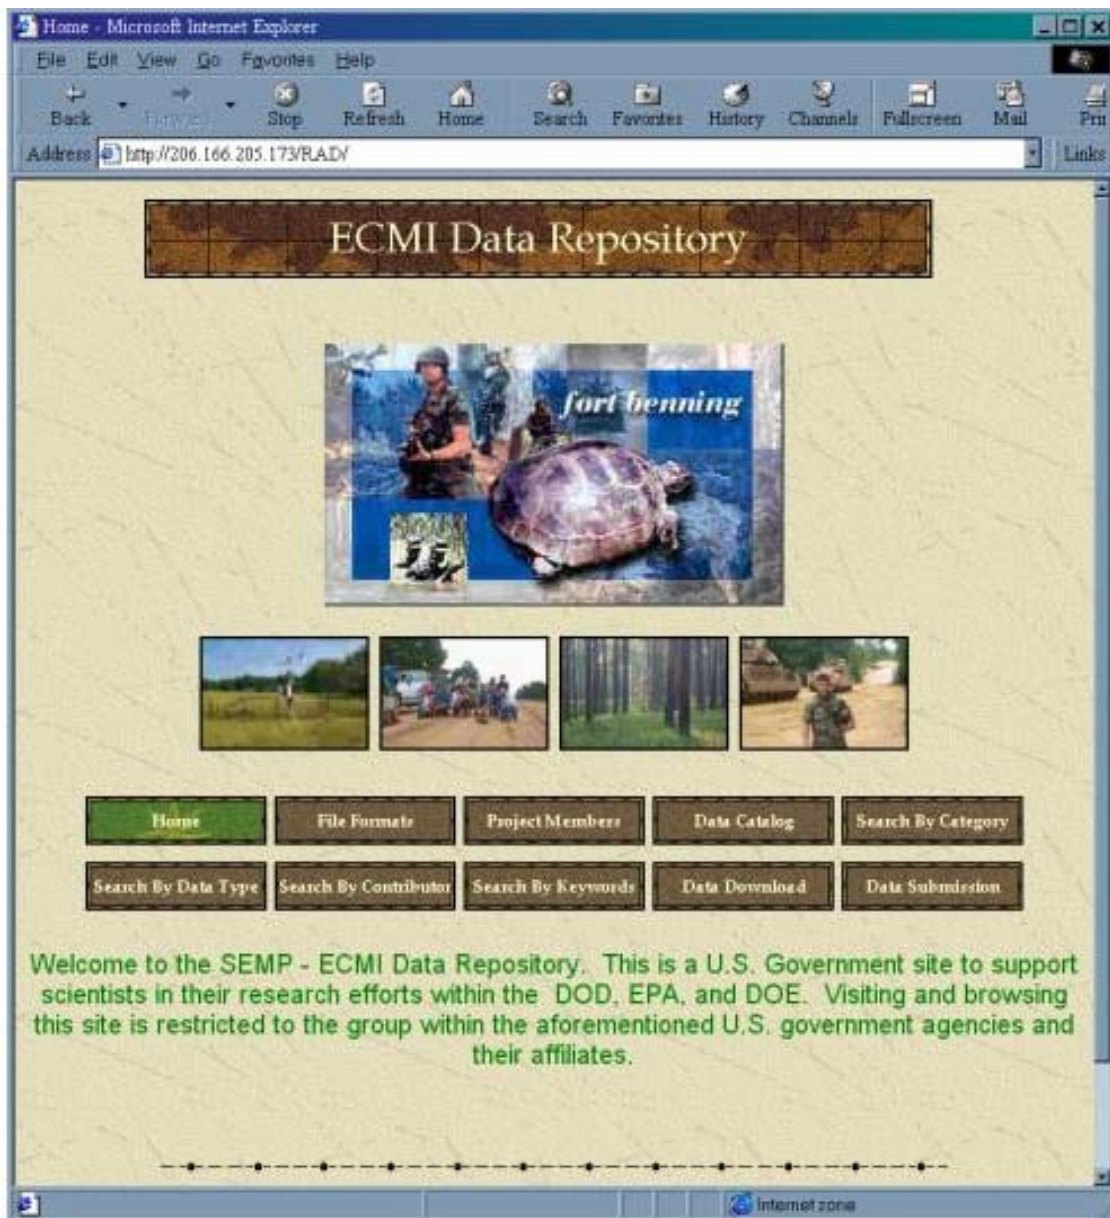 Home - Microsoft Internet Explorer
File Edit View Go Favorites Help
Back Forward Stop Refresh Home Search Favorites History Channels Fullscreen Mail Prin
Address http://206.166.205.173/RAD/ Links
ECMI Data Repository
fort benning
Home File Formats Project Members Data Catalog Search By Category
Search By Data Type Search By Contributor Search By Keywords Data Download Data Submission
Welcome to the SEMP - ECMI Data Repository. This is a U.S. Government site to support
scientists in their research efforts within the DOD, EPA, and DOE. Visiting and browsing
this site is restricted to the group within the aforementioned U.S. government agencies and
their affiliates.
Internet zone